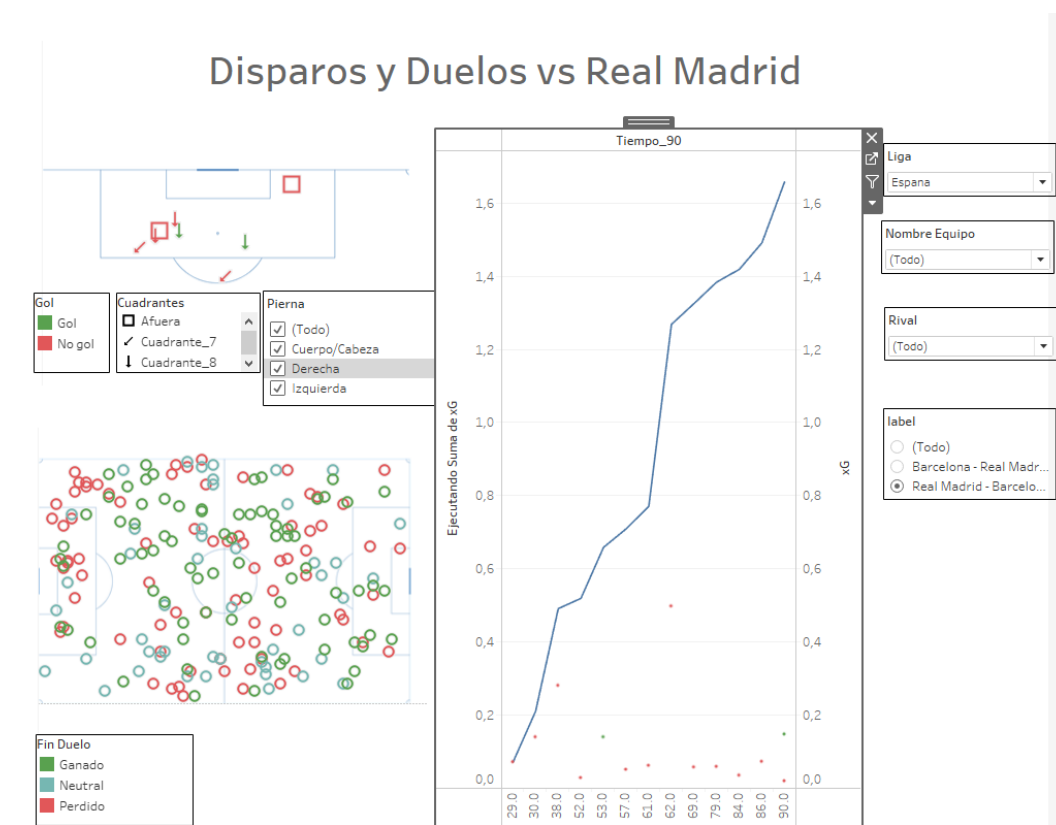 Disparos y Duelos vs Real Madrid
Tiempo_90
Liga
Espana
Nombre Equipo
(Todo)
Rival
(Todo)
label
(Todo)
Barcelona - Real Madr...
Real Madrid - Barcelo...
Gol
Gol
No gol
Cuadrantes
Afuera
Cuadrante_7
Cuadrante_8
Pierna
(Todo)
Cuerpo/Cabeza
Derecha
Izquierda
Ejecutando Suma de xG
1,6
1,4
1,2
1,0
0,8
0,6
0,4
0,2
0,0
1,6
1,4
1,2
1,0
0,8
0,6
0,4
0,2
0,0
xG
29.0
30.0
38.0
52.0
53.0
57.0
61.0
62.0
69.0
79.0
84.0
86.0
90.0
Fin Duelo
Ganado
Neutral
Perdido